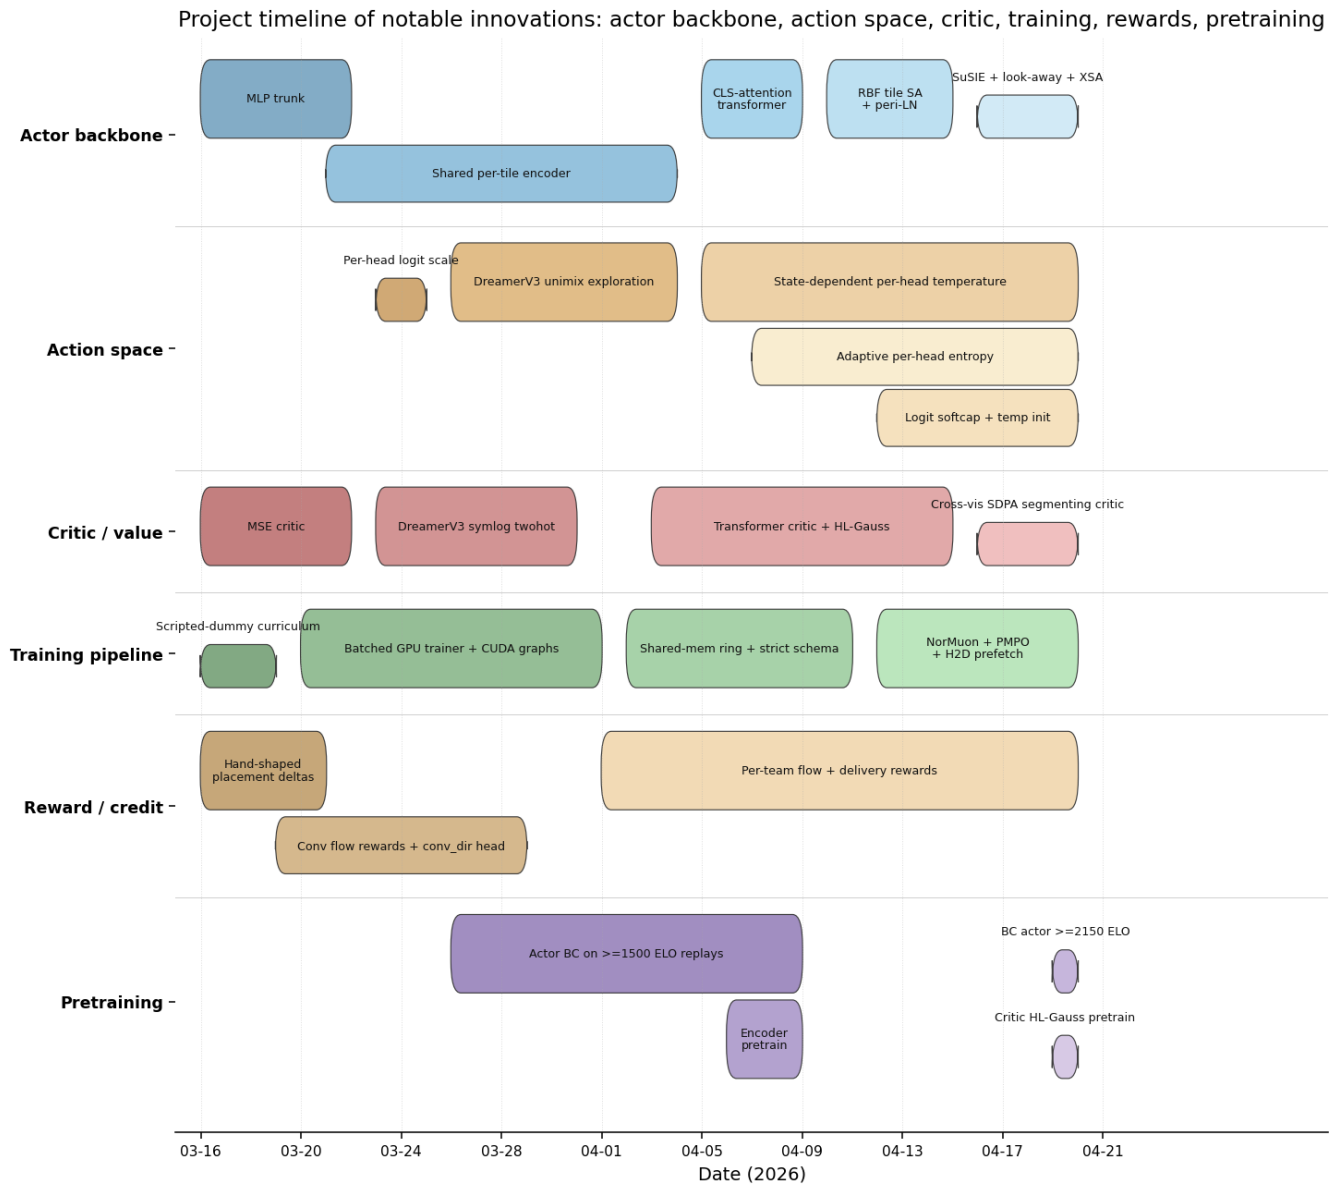 Project timeline of notable innovations: actor backbone, action space, critic, training, rewards, pretraining
Actor backbone
MLP trunk
Shared per-tile encoder
CLS-attention
transformer
RBF tile SA
+ peri-LN
SuSIE + look-away + XSA
Action space
Per-head logit scale
DreamerV3 unimix exploration
State-dependent per-head temperature
Adaptive per-head entropy
Logit softcap + temp init
Critic / value
MSE critic
DreamerV3 symlog twohot
Transformer critic + HL-Gauss
Cross-vis SDPA segmenting critic
Training pipeline
Scripted-dummy curriculum
Batched GPU trainer + CUDA graphs
Shared-mem ring + strict schema
NorMuon + PMPO
+ H2D prefetch
Reward / credit
Hand-shaped
placement deltas
Conv flow rewards + conv_dir head
Per-team flow + delivery rewards
Pretraining
Actor BC on >=1500 ELO replays
Encoder
pretrain
BC actor >=2150 ELO
Critic HL-Gauss pretrain
03-16
03-20
03-24
03-28
04-01
04-05
04-09
04-13
04-17
04-21
Date (2026)